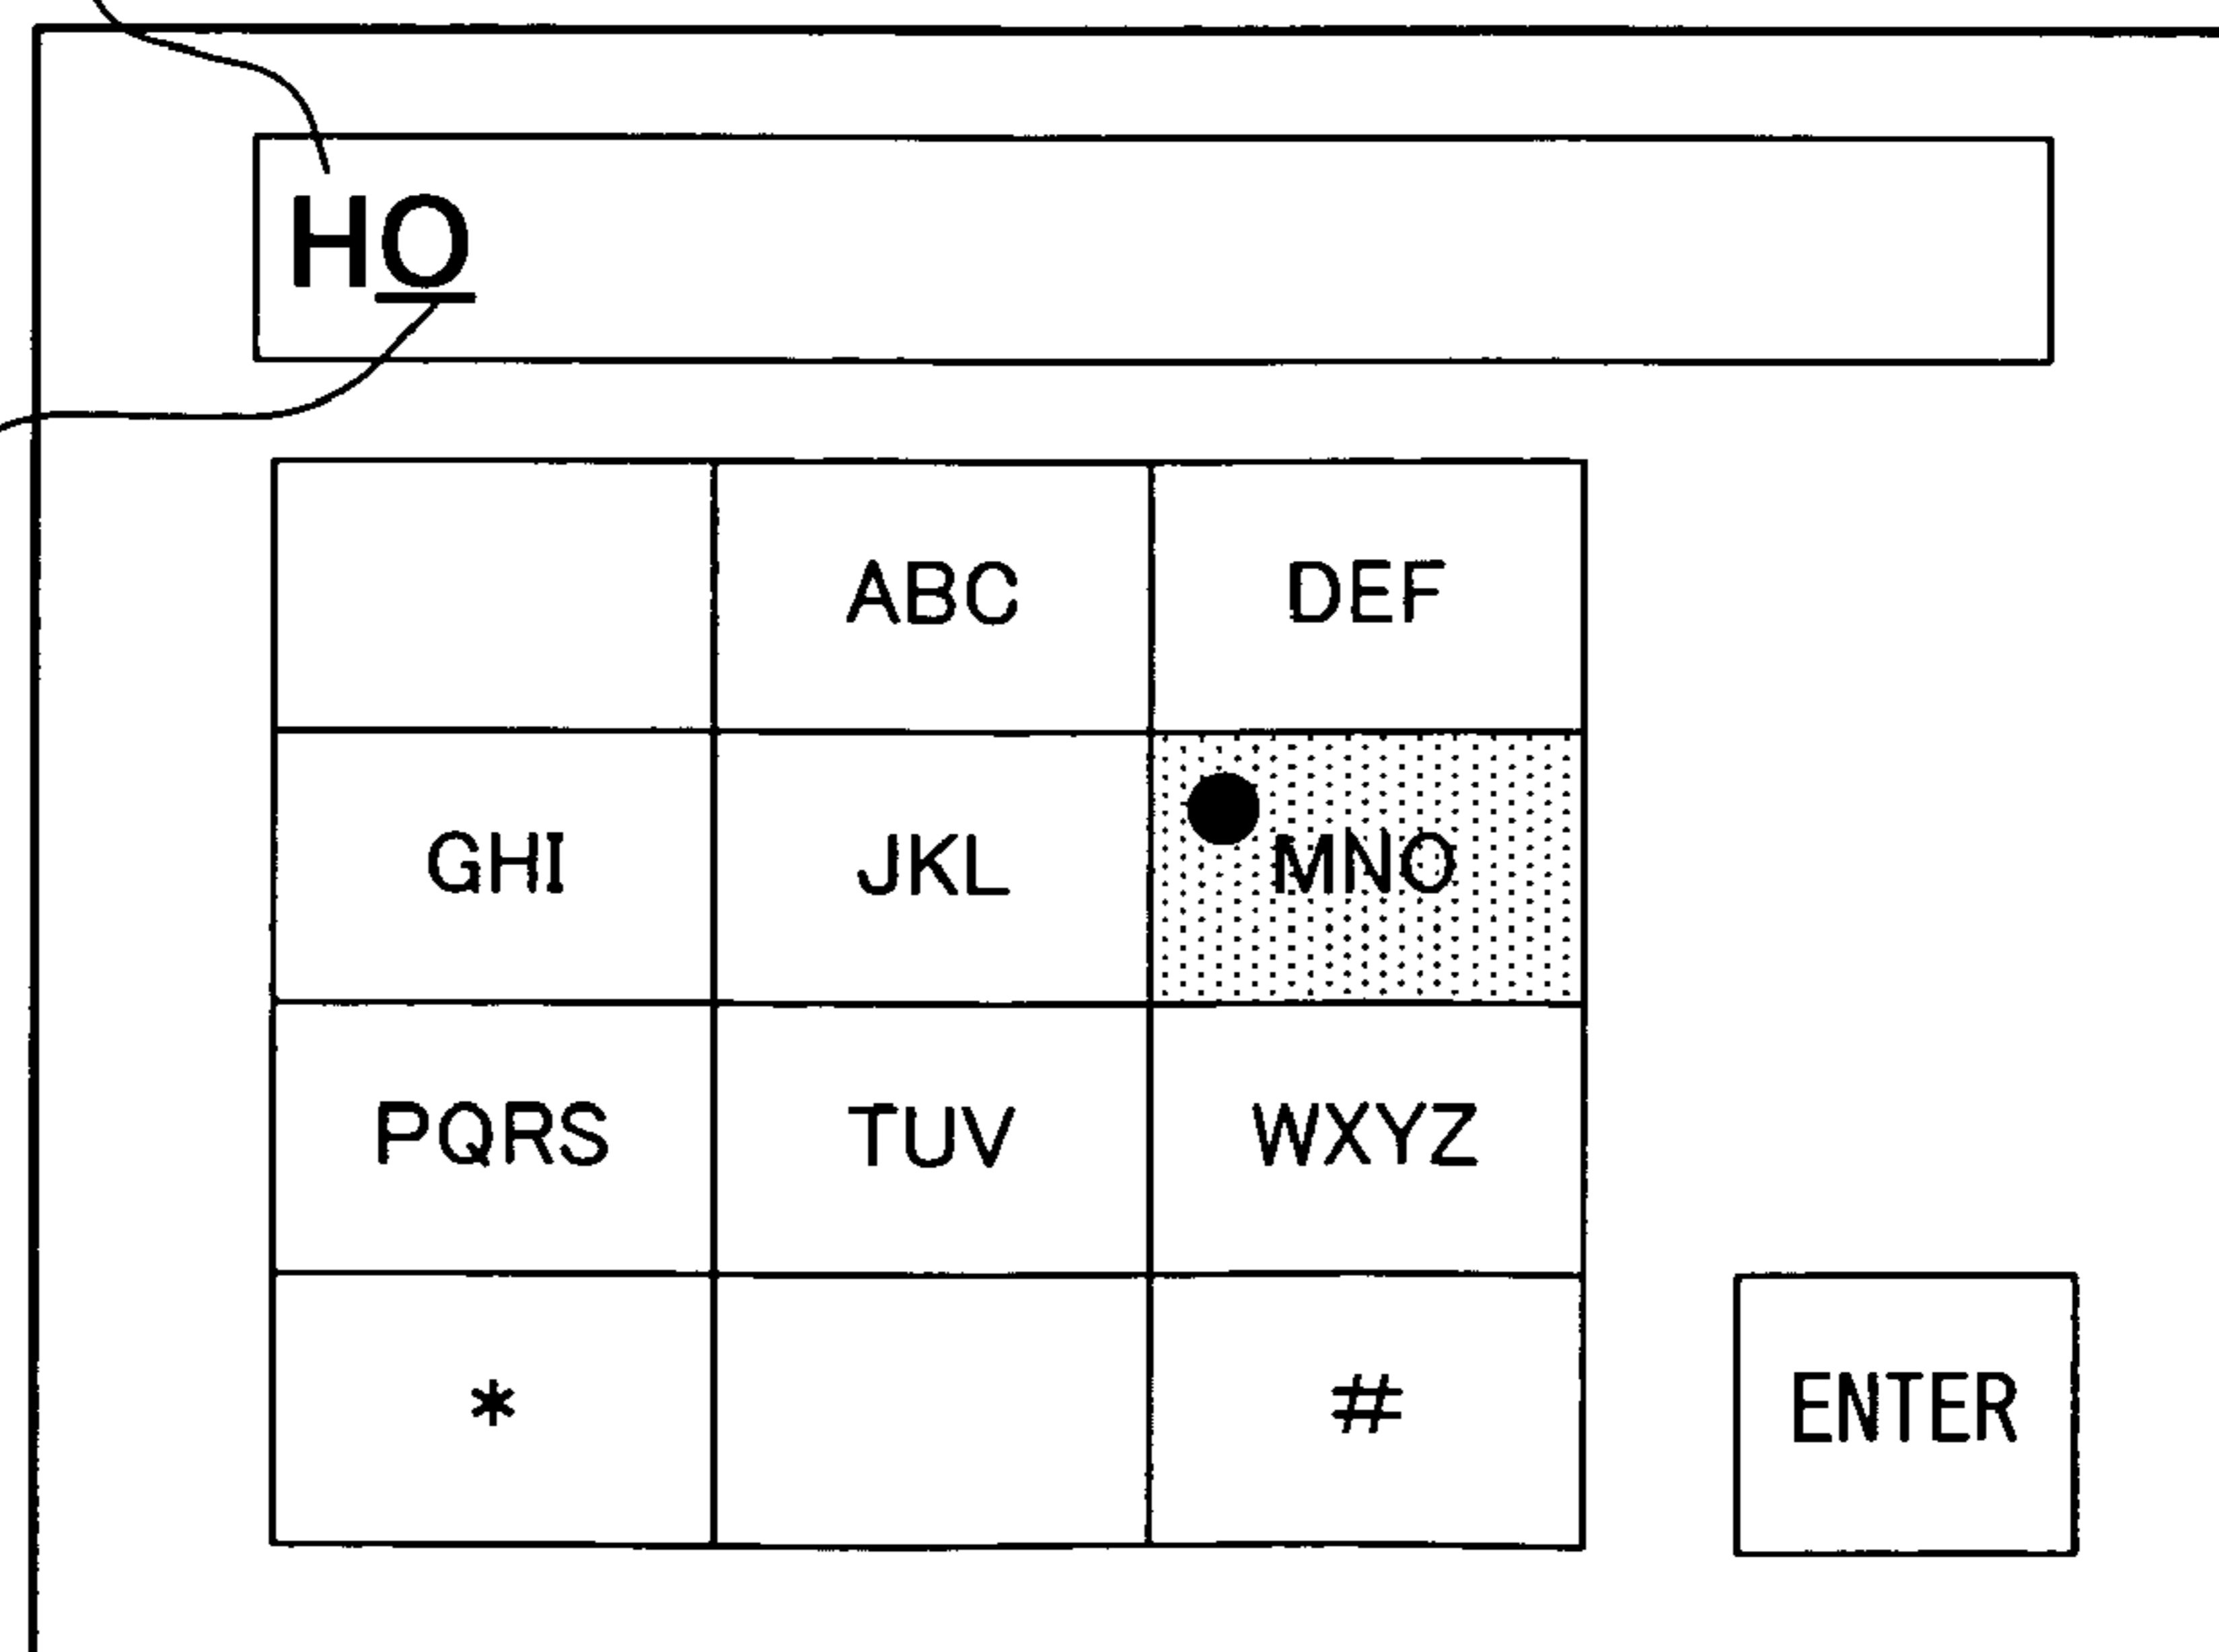 HO
ABC DEF
GHI JKL MNO
PQRS TUV WXYZ
* # ENTER